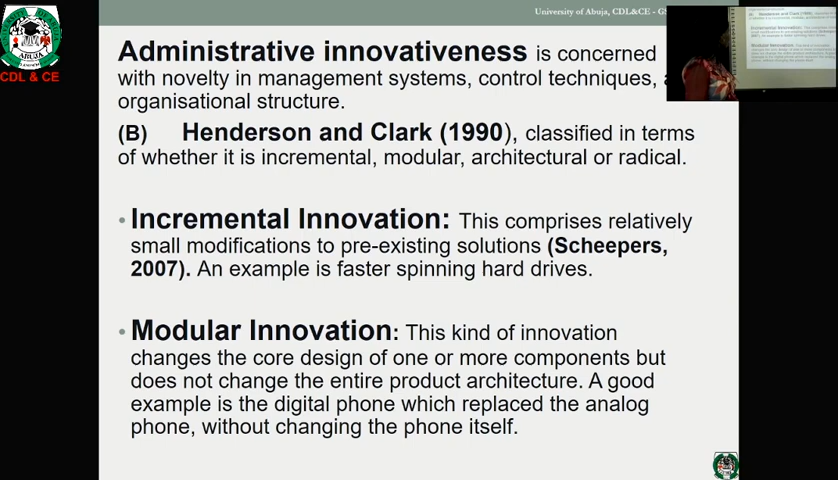 University of Abuja, CDL&CE - GS
CDL & CE
Administrative innovativeness is concerned
with novelty in management systems, control techniques,
organisational structure.
(B) Henderson and Clark (1990), classified in terms
of whether it is incremental, modular, architectural or radical.
• Incremental Innovation: This comprises relatively
small modifications to pre-existing solutions (Scheepers,
2007). An example is faster spinning hard drives.
• Modular Innovation: This kind of innovation
changes the core design of one or more components but
does not change the entire product architecture. A good
example is the digital phone which replaced the analog
phone, without changing the phone itself.